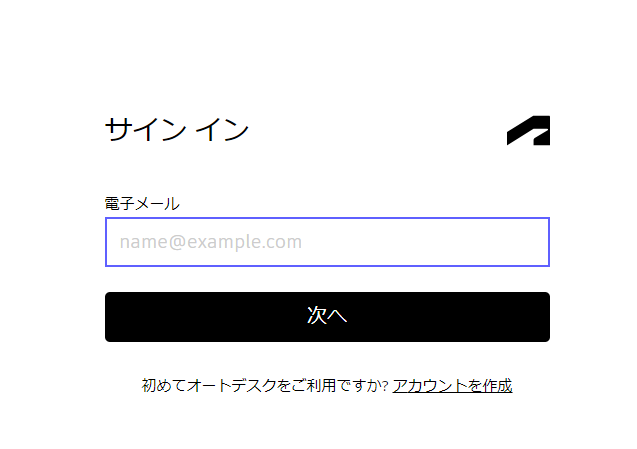 サイン イン
電子メール
name@example.com
次へ
初めてオートデスクをご利用ですか? アカウントを作成